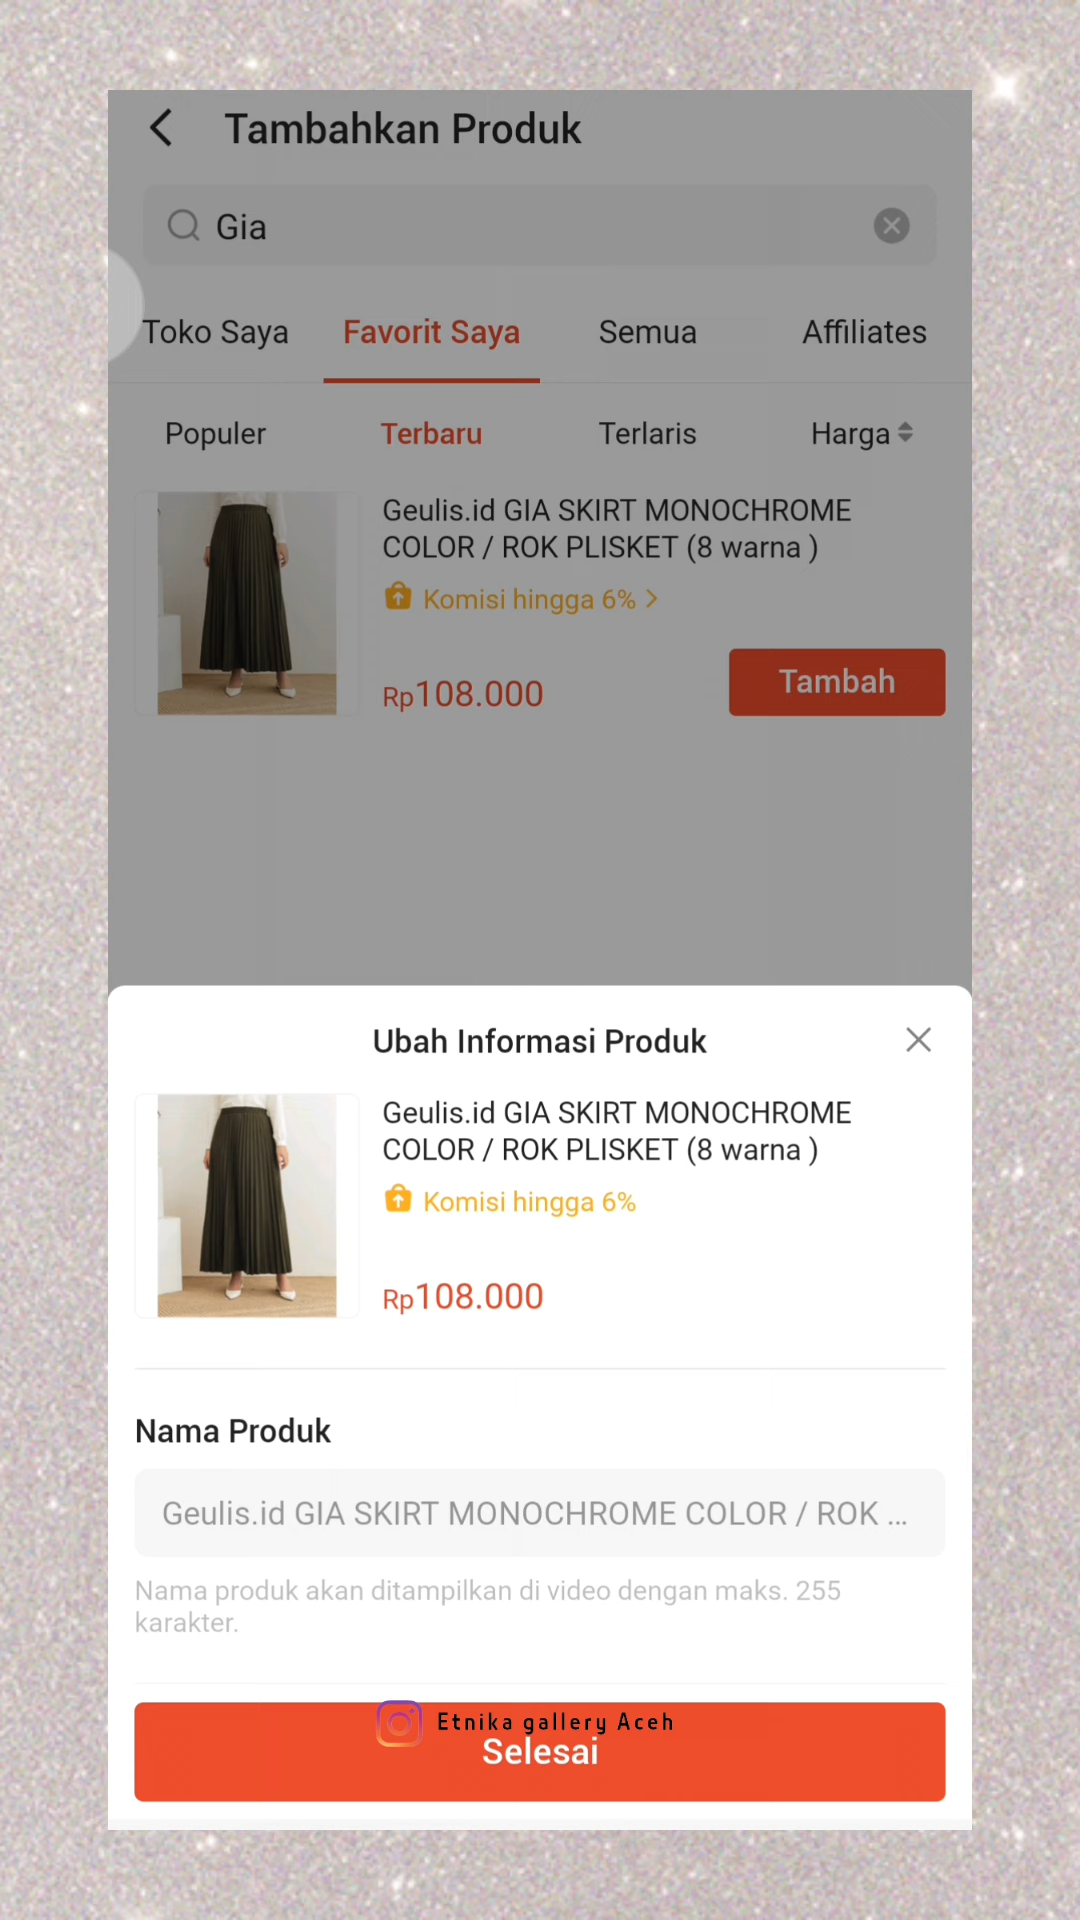 Tambahkan Produk
Gia
Toko Saya Favorit Saya Semua Affiliates
Populer Terbaru Terlaris Harga
Geulis.id GIA SKIRT MONOCHROME
COLOR / ROK PLISKET (8 warna )
Komisi hingga 6% >
Rp108.000
Tambah
Ubah Informasi Produk
Geulis.id GIA SKIRT MONOCHROME
COLOR / ROK PLISKET (8 warna )
Komisi hingga 6%
Rp108.000
Nama Produk
Geulis.id GIA SKIRT MONOCHROME COLOR / ROK ...
Nama produk akan ditampilkan di video dengan maks. 255
karakter.
Etnika gallery Aceh
Selesai